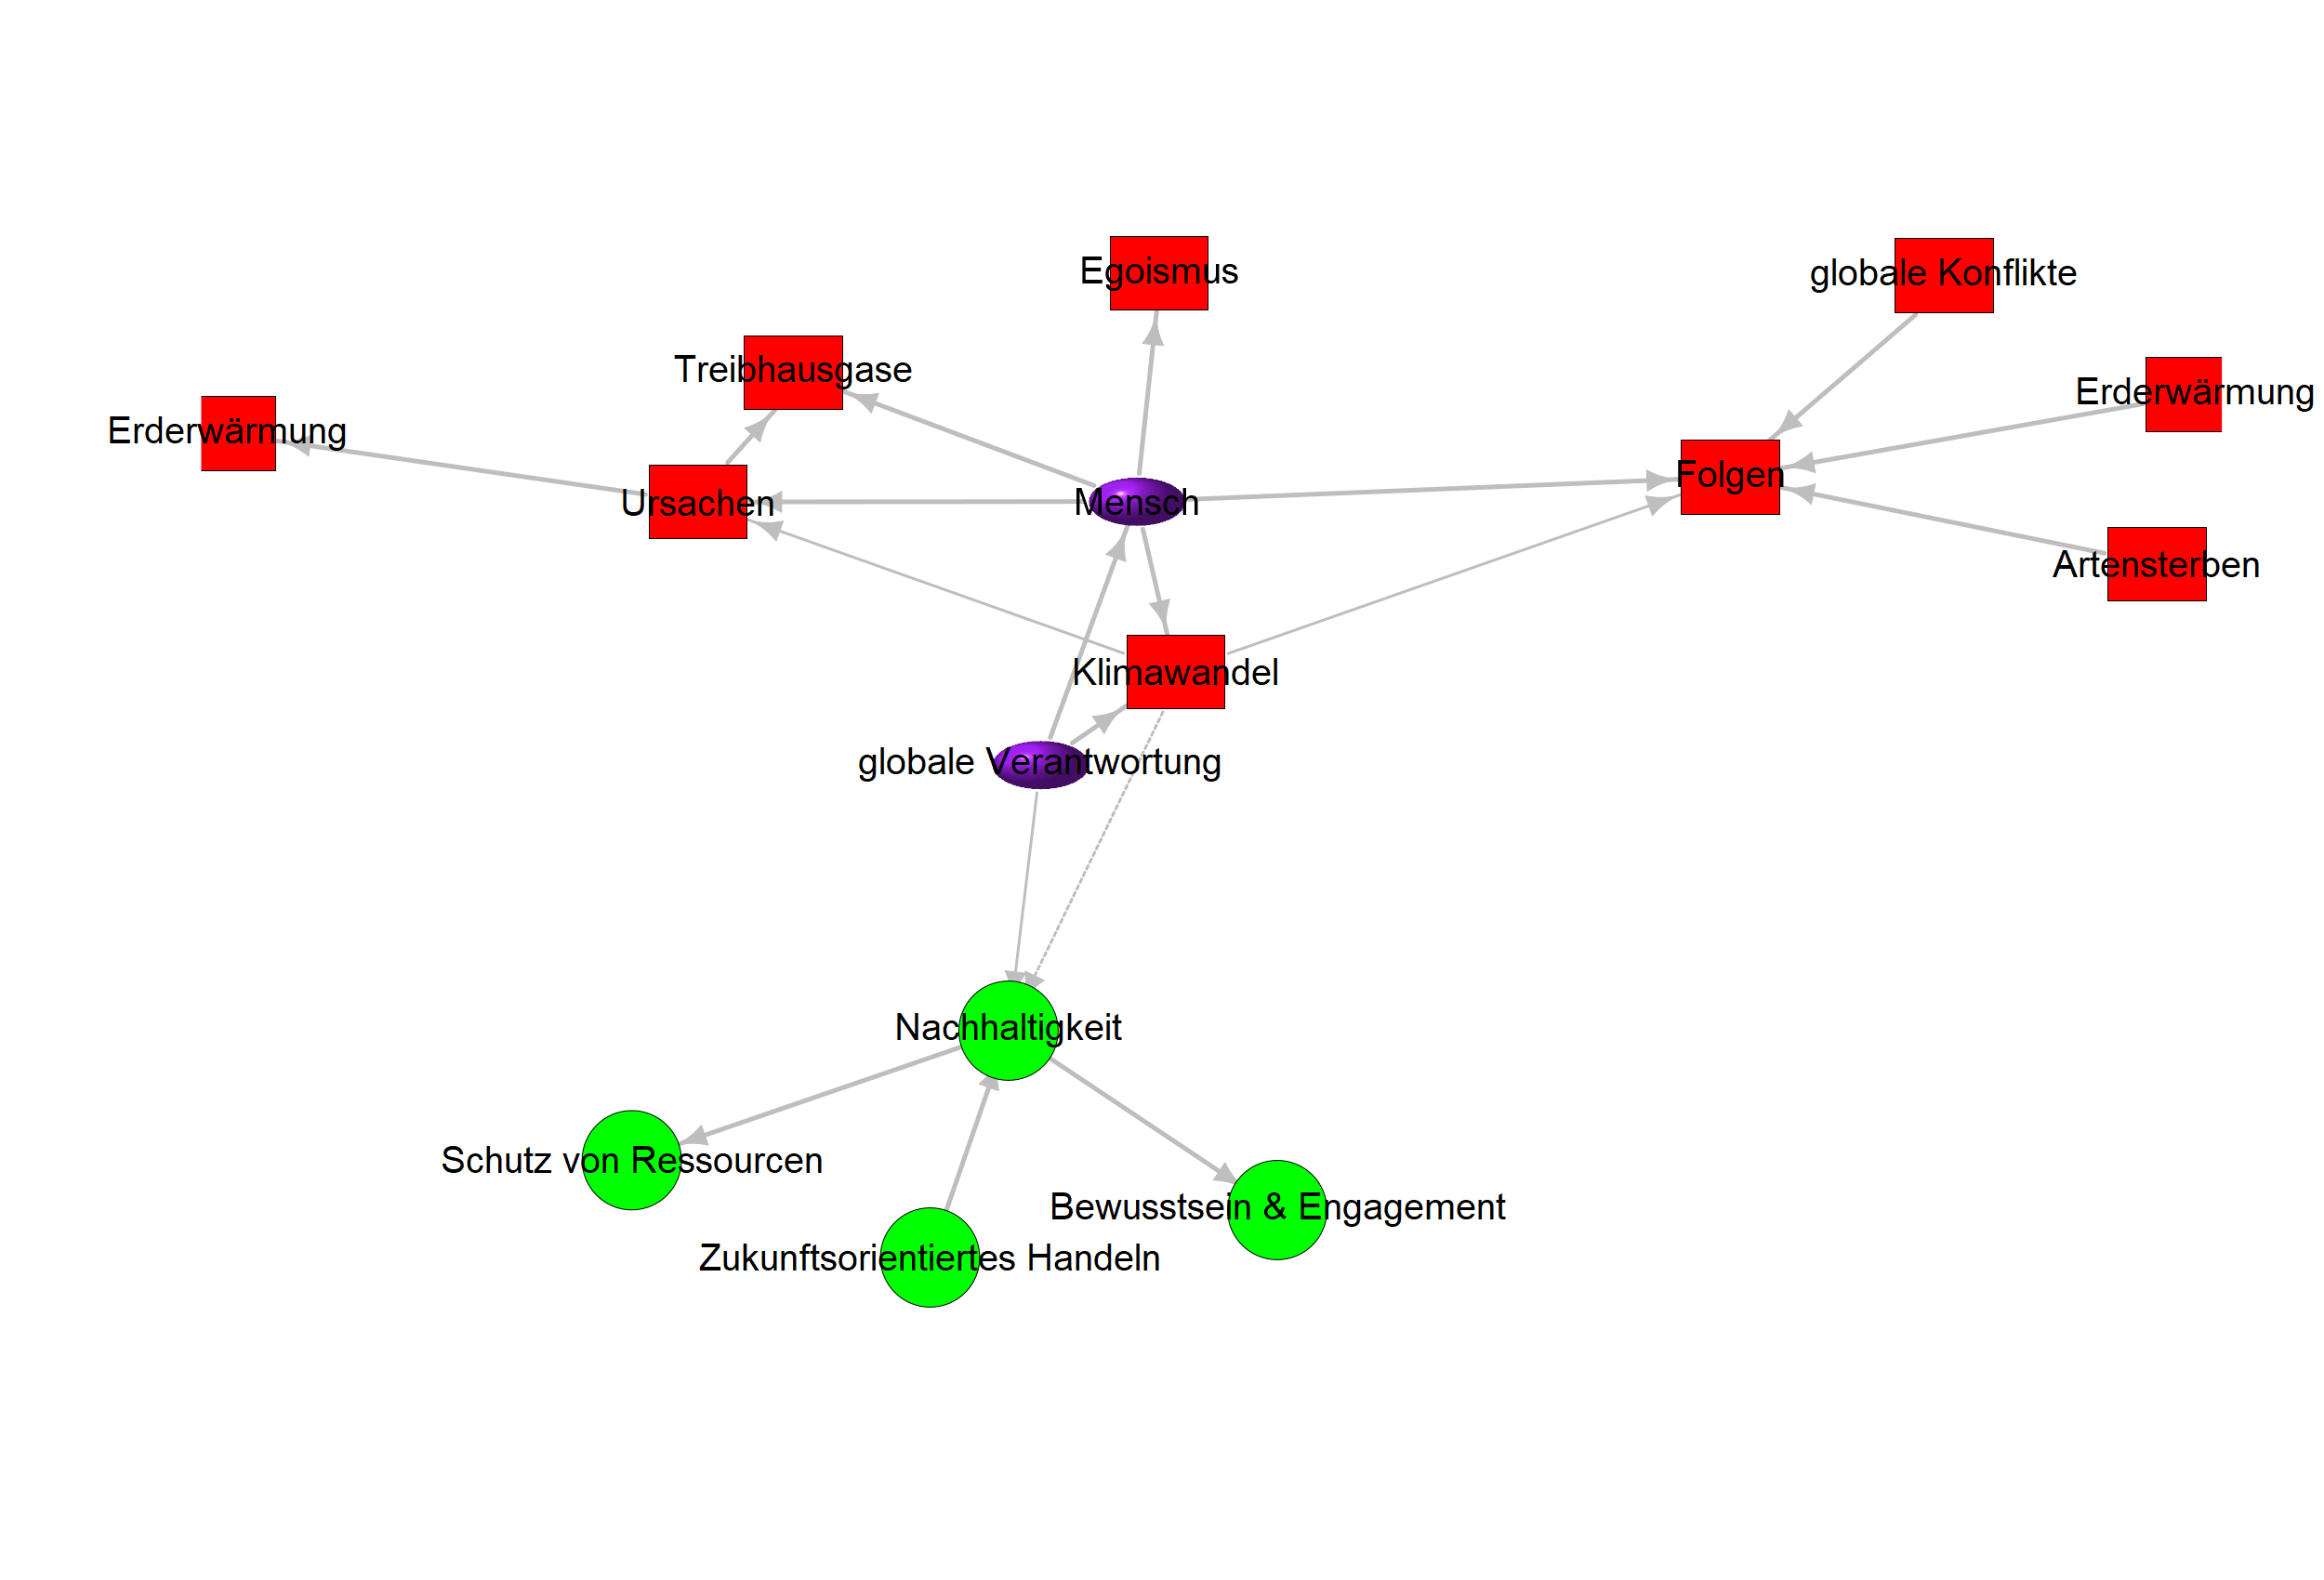 Egoismus
globale Konflikte
Treibhausgase
Erderwärmung
Erderwärmung
Folgen
Ursachen
Mensch
Artensterben
Klimawandel
globale Verantwortung
Nachhaltigkeit
Schutz von Ressourcen
Bewusstsein & Engagement
Zukunftsorientiertes Handeln